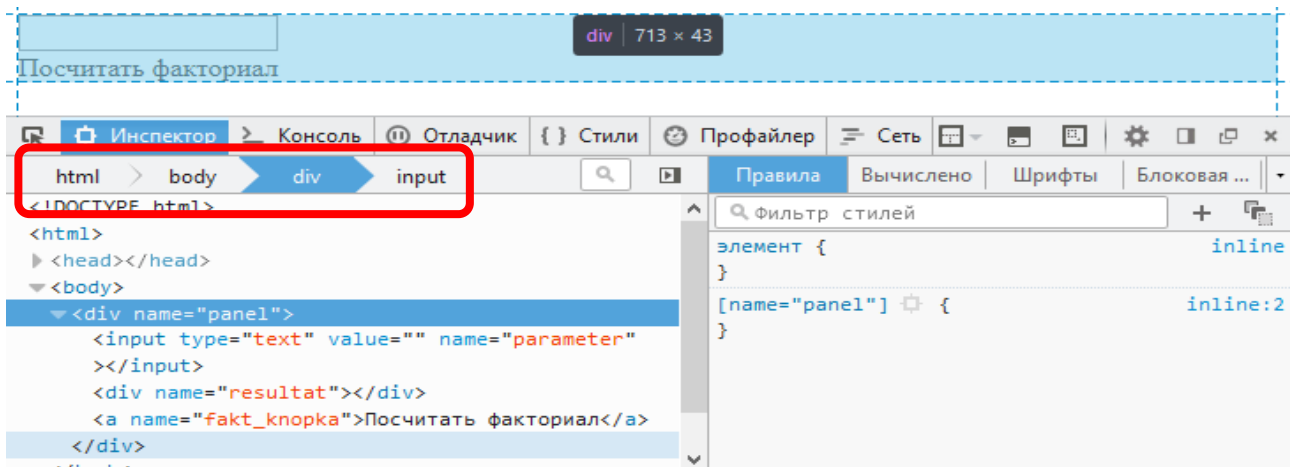 div | 713 × 43
Посчитать факториал
Инспектор Консоль Отладчик { } Стили Профайлер Сеть
html body div input
Правила Вычислено Шрифты Блоковая ...
<!DOCTYPE html>
Фильтр стилей +
<html>
элемент { inline
<head></head>
}
<body>
[name="panel"] { inline:2
<div name="panel">
}
<input type="text" value="" name="parameter"
></input>
<div name="resultat"></div>
<a name="fakt_knopka">Посчитать факториал</a>
</div>